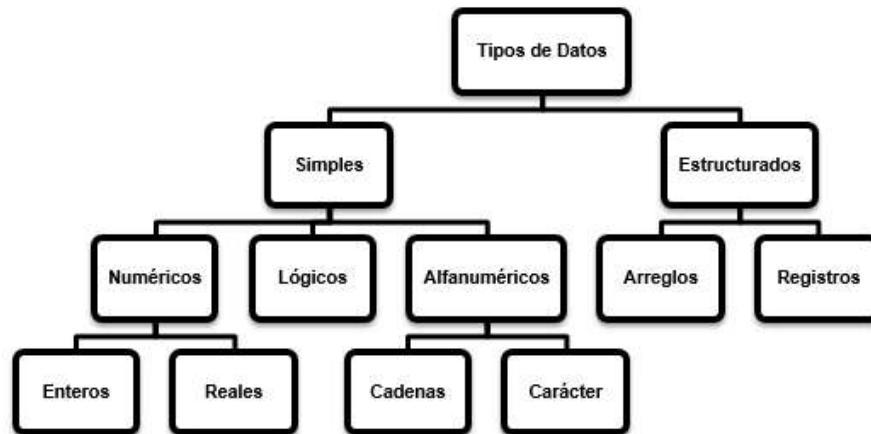 Tipos de Datos
Simples
Estructurados
Numéricos
Lógicos
Alfanuméricos
Arreglos
Registros
Enteros
Reales
Cadenas
Carácter